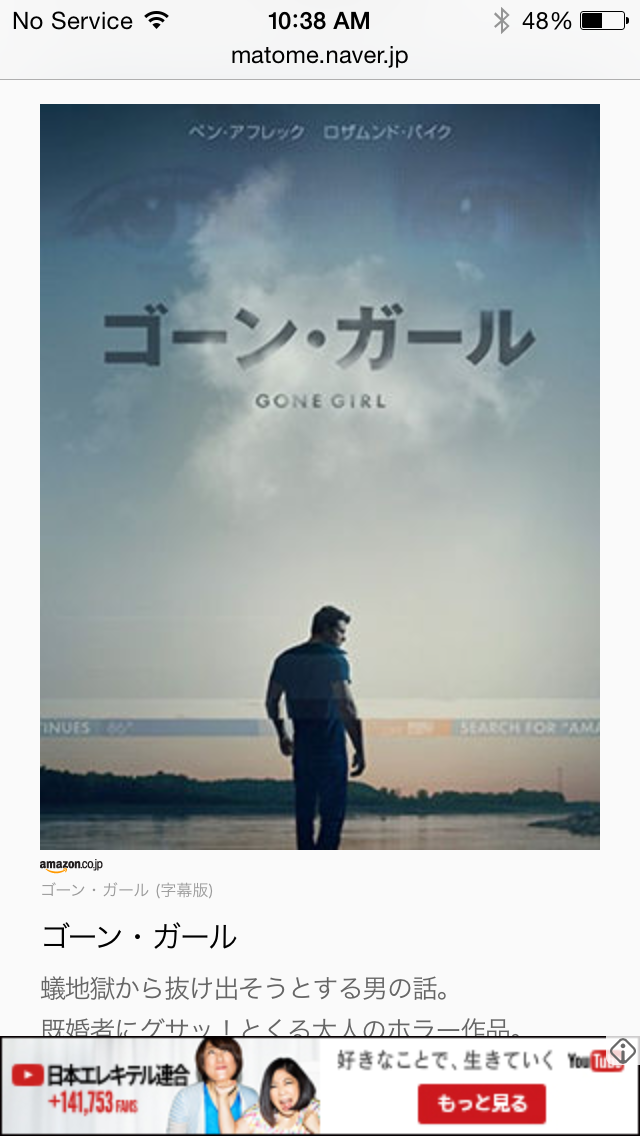 No Service 10:38 AM 48%
matome.naver.jp
ベン・アフレック ロザムンド・パイク
ゴーン・ガール
GONE GIRL
INUES 86° SEARCH FOR "AMA
amazon.co.jp
ゴーン・ガール (字幕版)
ゴーン・ガール
蟻地獄から抜け出そうとする男の話。
既婚者にグサッ！とくる大人のホラー作品。
日本エレキテル連合
+141,753 FANS
好きなことで、生きていく YouTube
もっと見る